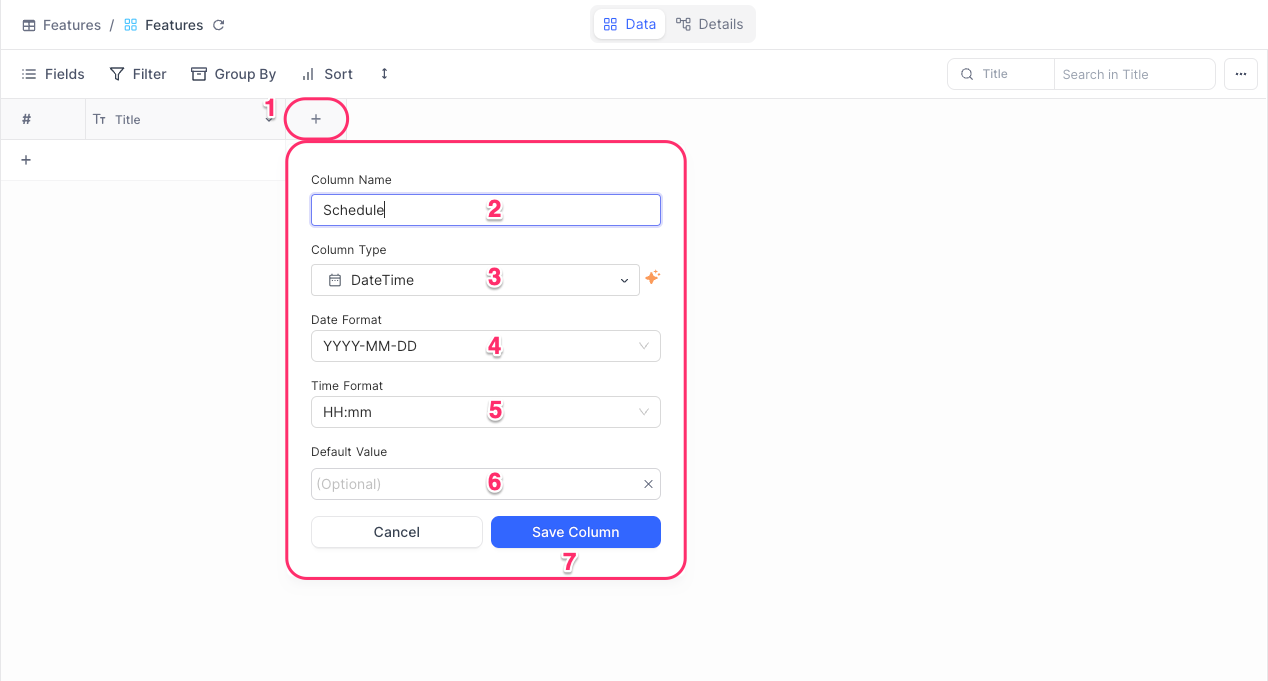 Features / Features
Data Details
Fields Filter Group By Sort
Title Search in Title
# Tт Title 1 +
+
Column Name
Schedule 2
Column Type
DateTime 3
Date Format
YYYY-MM-DD 4
Time Format
HH:mm 5
Default Value
(Optional) 6
Cancel Save Column
7